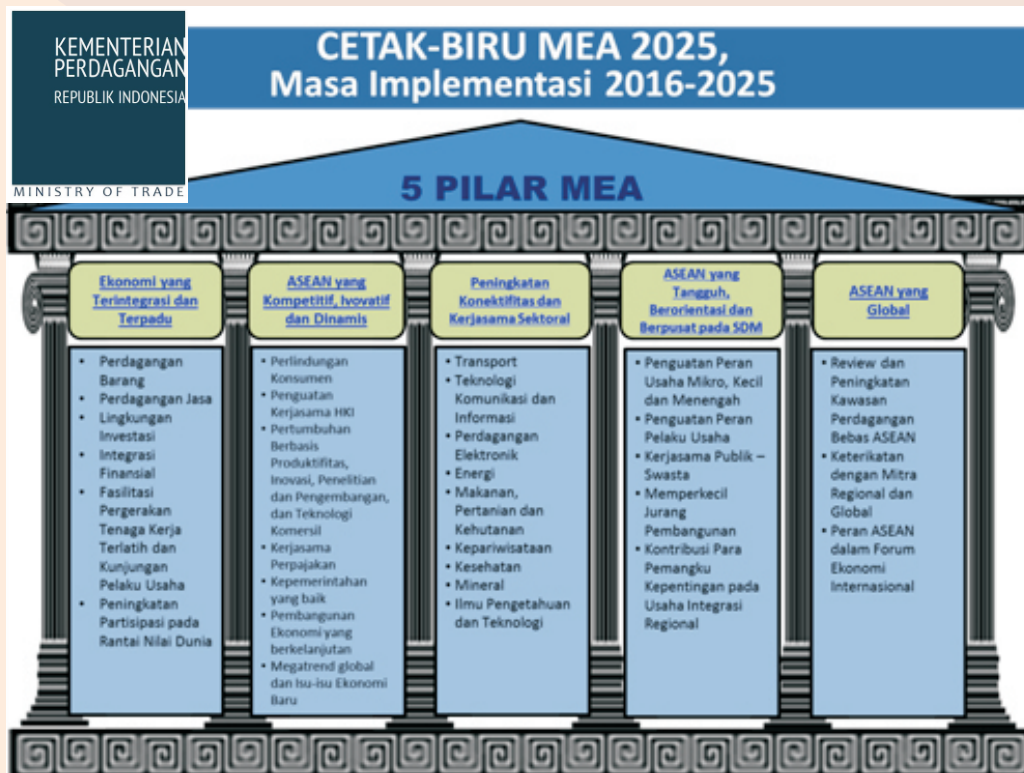 KEMENTERIAN
PERDAGANGAN
REPUBLIK INDONESIA
MINISTRY OF TRADE
CETAK-BIRU MEA 2025,
Masa Implementasi 2016-2025
5 PILAR MEA
Ekonomi yang
Terintegrasi dan
Terpadu
• Perdagangan
Barang
• Perdagangan Jasa
• Lingkungan
Investasi
• Integrasi
Finansial
• Fasilitasi
Pergerakan
Tenaga Kerja
Terlatih dan
Kunjungan
Pelaku Usaha
• Peningkatan
Partisipasi pada
Rantai Nilai Dunia
ASEAN yang
Kompetitif, Ivovatif
dan Dinamis
• Perlindungan
Konsumen
• Penguatan
Kerjasama HKI
• Pertumbuhan
Berbasis
Produktifitas,
Inovasi, Penelitian
dan Pengembangan,
dan Teknologi
Komersil
• Kerjasama
Perpajakan
• Kepemerintahan
yang baik
• Pembangunan
Ekonomi yang
berkelanjutan
• Megatrend global
dan Isu-isu Ekonomi
Baru
Peningkatan
Konektifitas dan
Kerjasama Sektoral
• Transport
• Teknologi
Komunikasi dan
Informasi
• Perdagangan
Elektronik
• Energi
• Makanan,
Pertanian dan
Kehutanan
• Kepariwisataan
• Kesehatan
• Mineral
• Ilmu Pengetahuan
dan Teknologi
ASEAN yang
Tangguh,
Berorientasi dan
Berpusat pada SDM
• Penguatan Peran
Usaha Mikro, Kecil
dan Menengah
• Penguatan Peran
Pelaku Usaha
• Kerjasama Publik –
Swasta
• Memperkecil
Jurang
Pembangunan
• Kontribusi Para
Pemangku
Kepentingan pada
Usaha Integrasi
Regional
ASEAN yang
Global
• Review dan
Peningkatan
Kawasan
Perdagangan
Bebas ASEAN
• Keterikatan
dengan Mitra
Regional dan
Global
• Peran ASEAN
dalam Forum
Ekonomi
Internasional